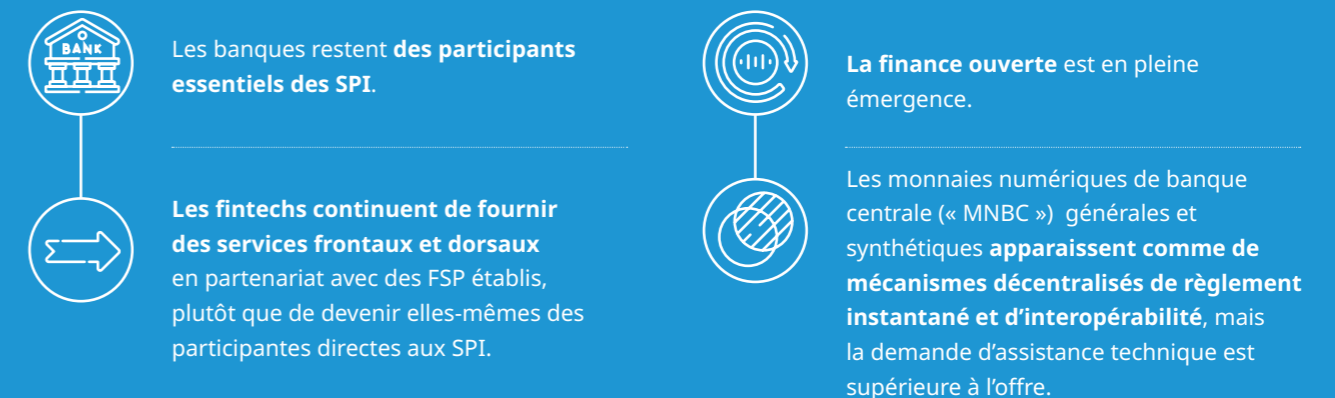 BANK
Les banques restent des participants
essentiels des SPI.
Les fintechs continuent de fournir
des services frontaux et dorsaux
en partenariat avec des FSP établis,
plutôt que de devenir elles-mêmes des
participantes directes aux SPI.
La finance ouverte est en pleine
émergence.
Les monnaies numériques de banque
centrale (« MNBC »)  générales et
synthétiques apparaissent comme de
mécanismes décentralisés de règlement
instantané et d’interopérabilité, mais
la demande d’assistance technique est
supérieure à l’offre.